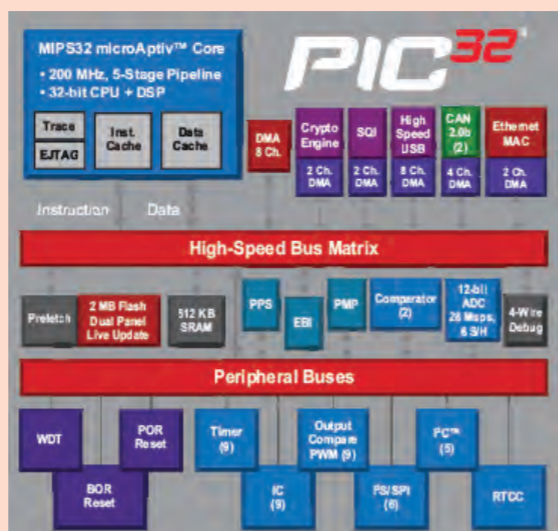 MIPS32 microAptiv™ Core
• 200 MHz, 5-Stage Pipeline
• 32-bit CPU + DSP
Trace
EJTAG
Inst.
Cache
Data
Cache
PIC32
DMA
8 Ch.
Crypto
Engine
2 Ch.
DMA
SQI
2 Ch.
DMA
High
Speed
USB
8 Ch.
DMA
CAN
2.0b
(2)
4 Ch.
DMA
Ethernet
MAC
2 Ch.
DMA
Instruction
Data
High-Speed Bus Matrix
Prefetch
2 MB Flash
Dual Panel
Live Update
512 KB
SRAM
PPS
EBI
PMP
Comparator
(2)
12-bit
ADC
28 Msps,
6 S/H
4-Wire
Debug
Peripheral Buses
WDT
BOR
Reset
POR
Reset
Timer
(9)
IC
(9)
Output
Compare
PWM (9)
I²S/SPI
(6)
I²C™
(5)
RTCC